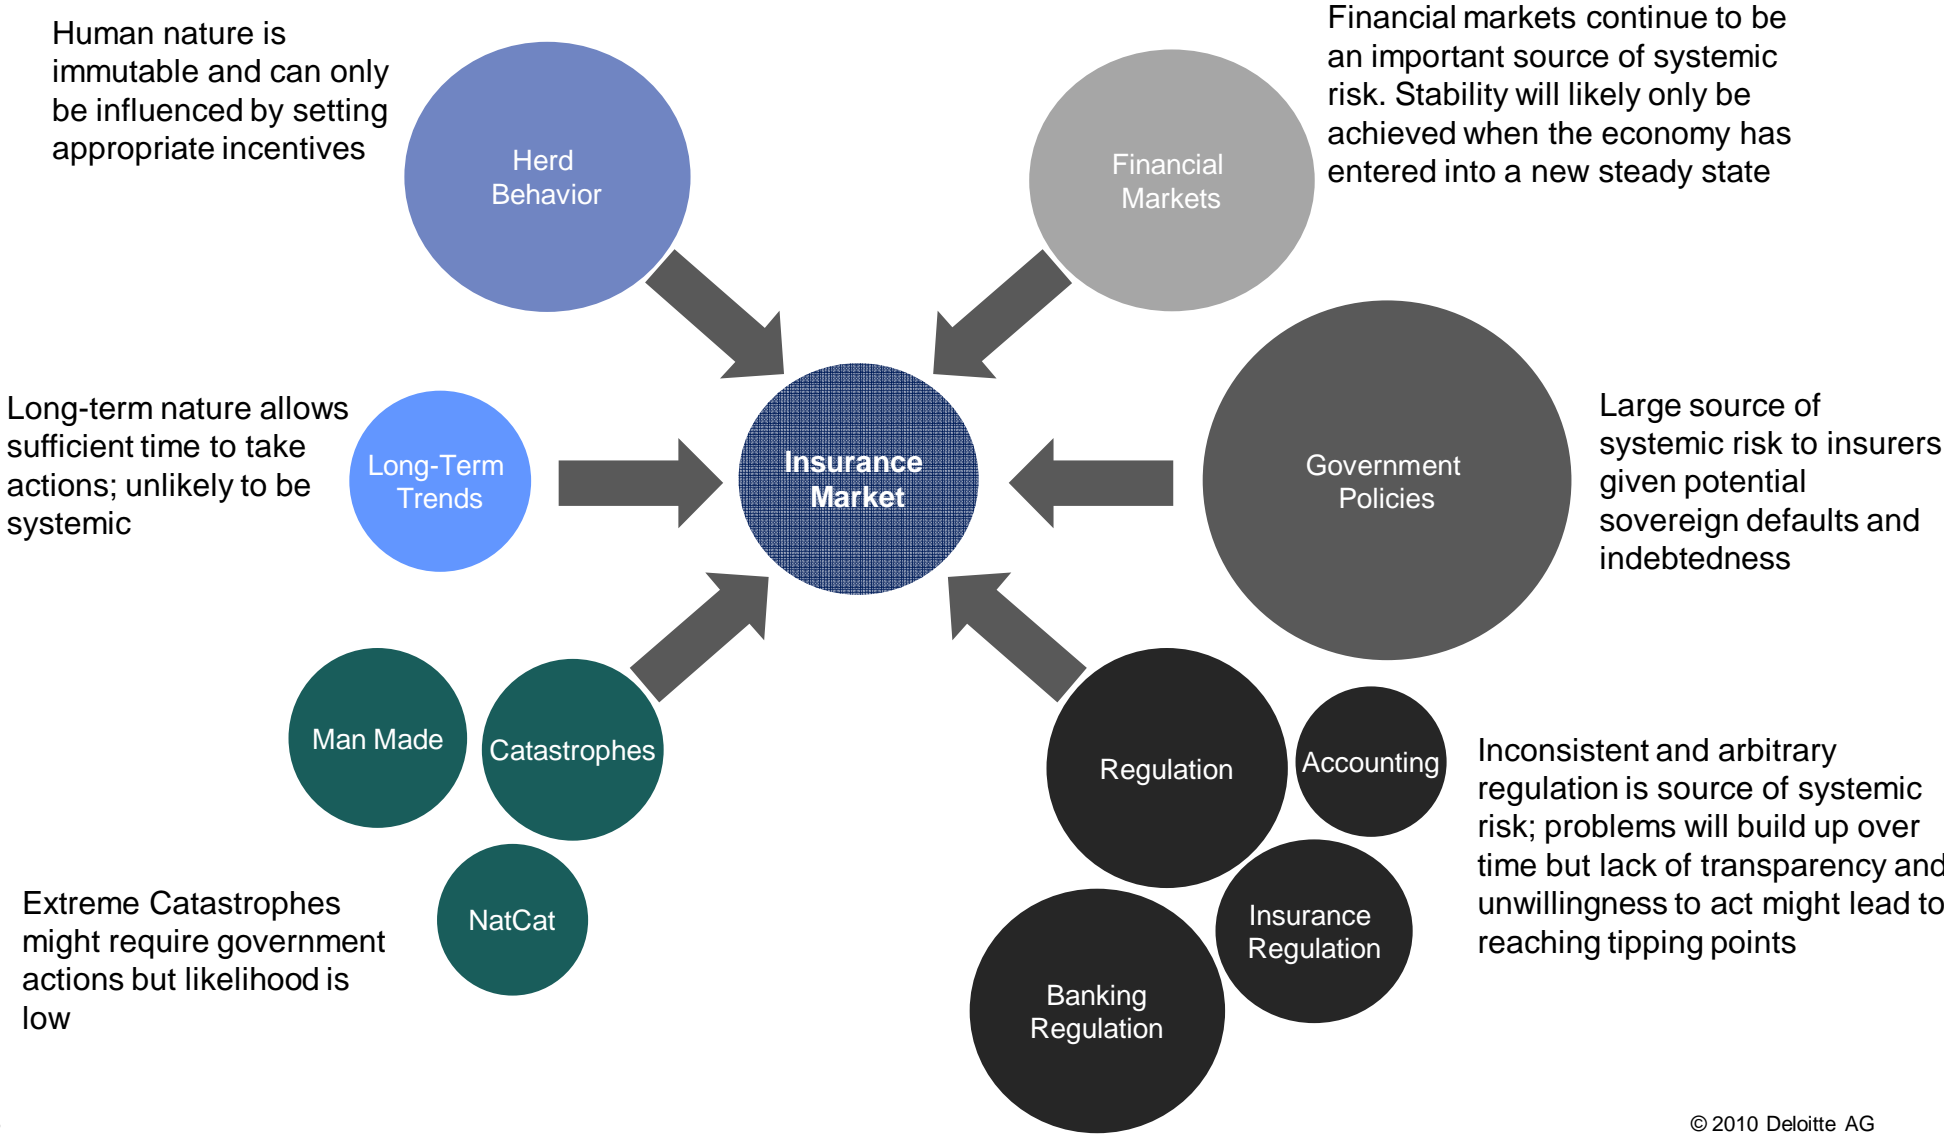 Human nature is
immutable and can only
be influenced by setting
appropriate incentives
Herd
Behavior
Financial
Markets
Financial markets continue to be
an important source of systemic
risk. Stability will likely only be
achieved when the economy has
entered into a new steady state
Long-term nature allows
sufficient time to take
actions; unlikely to be
systemic
Long-Term
Trends
Insurance
Market
Government
Policies
Large source of
systemic risk to insurers
given potential
sovereign defaults and
indebtedness
Man Made
Catastrophes
NatCat
Extreme Catastrophes
might require government
actions but likelihood is
low
Regulation
Accounting
Insurance
Regulation
Banking
Regulation
Inconsistent and arbitrary
regulation is source of systemic
risk; problems will build up over
time but lack of transparency and
unwillingness to act might lead to
reaching tipping points
© 2010 Deloitte AG